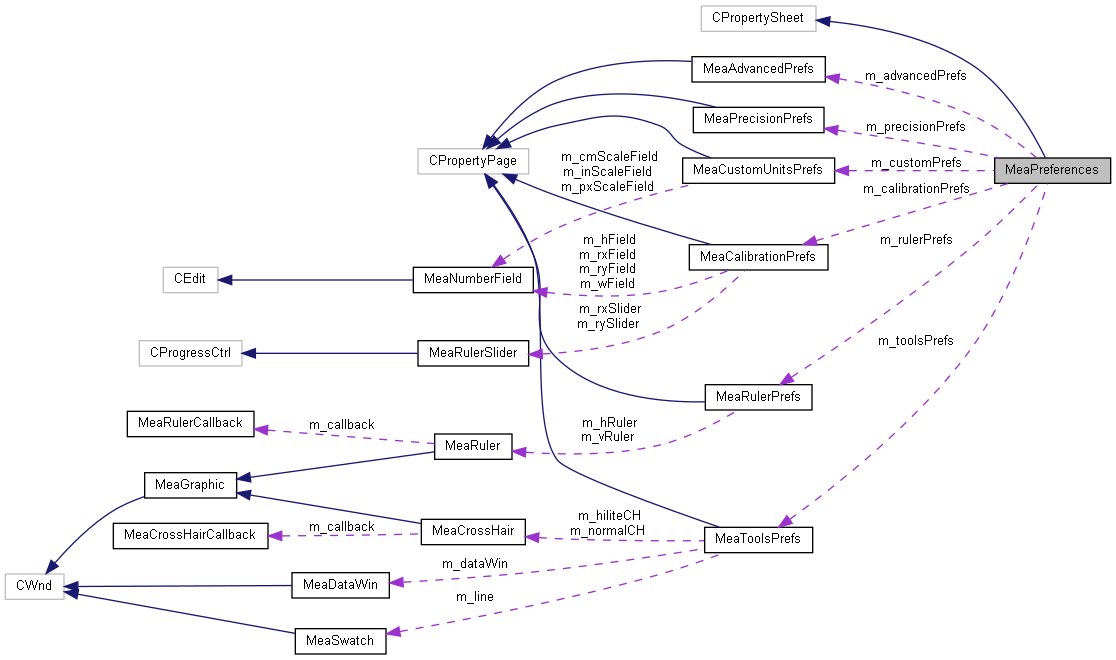 CPropertySheet
MeaAdvancedPrefs
m_advancedPrefs
MeaPrecisionPrefs
m_precisionPrefs
CPropertyPage
m_cmScaleField
m_inScaleField
m_pxScaleField
MeaCustomUnitsPrefs
m_customPrefs
MeaPreferences
m_calibrationPrefs
m_hField
m_rxField
m_ryField
m_wField
MeaCalibrationPrefs
m_rulerPrefs
CEdit
MeaNumberField
m_rxSlider
m_rySlider
CProgressCtrl
MeaRulerSlider
m_toolsPrefs
MeaRulerPrefs
MeaRulerCallback
m_callback
MeaRuler
m_hRuler
m_vRuler
MeaGraphic
MeaCrossHairCallback
m_callback
MeaCrossHair
m_hiliteCH
m_normalCH
MeaToolsPrefs
CWnd
MeaDataWin
m_dataWin
m_line
MeaSwatch